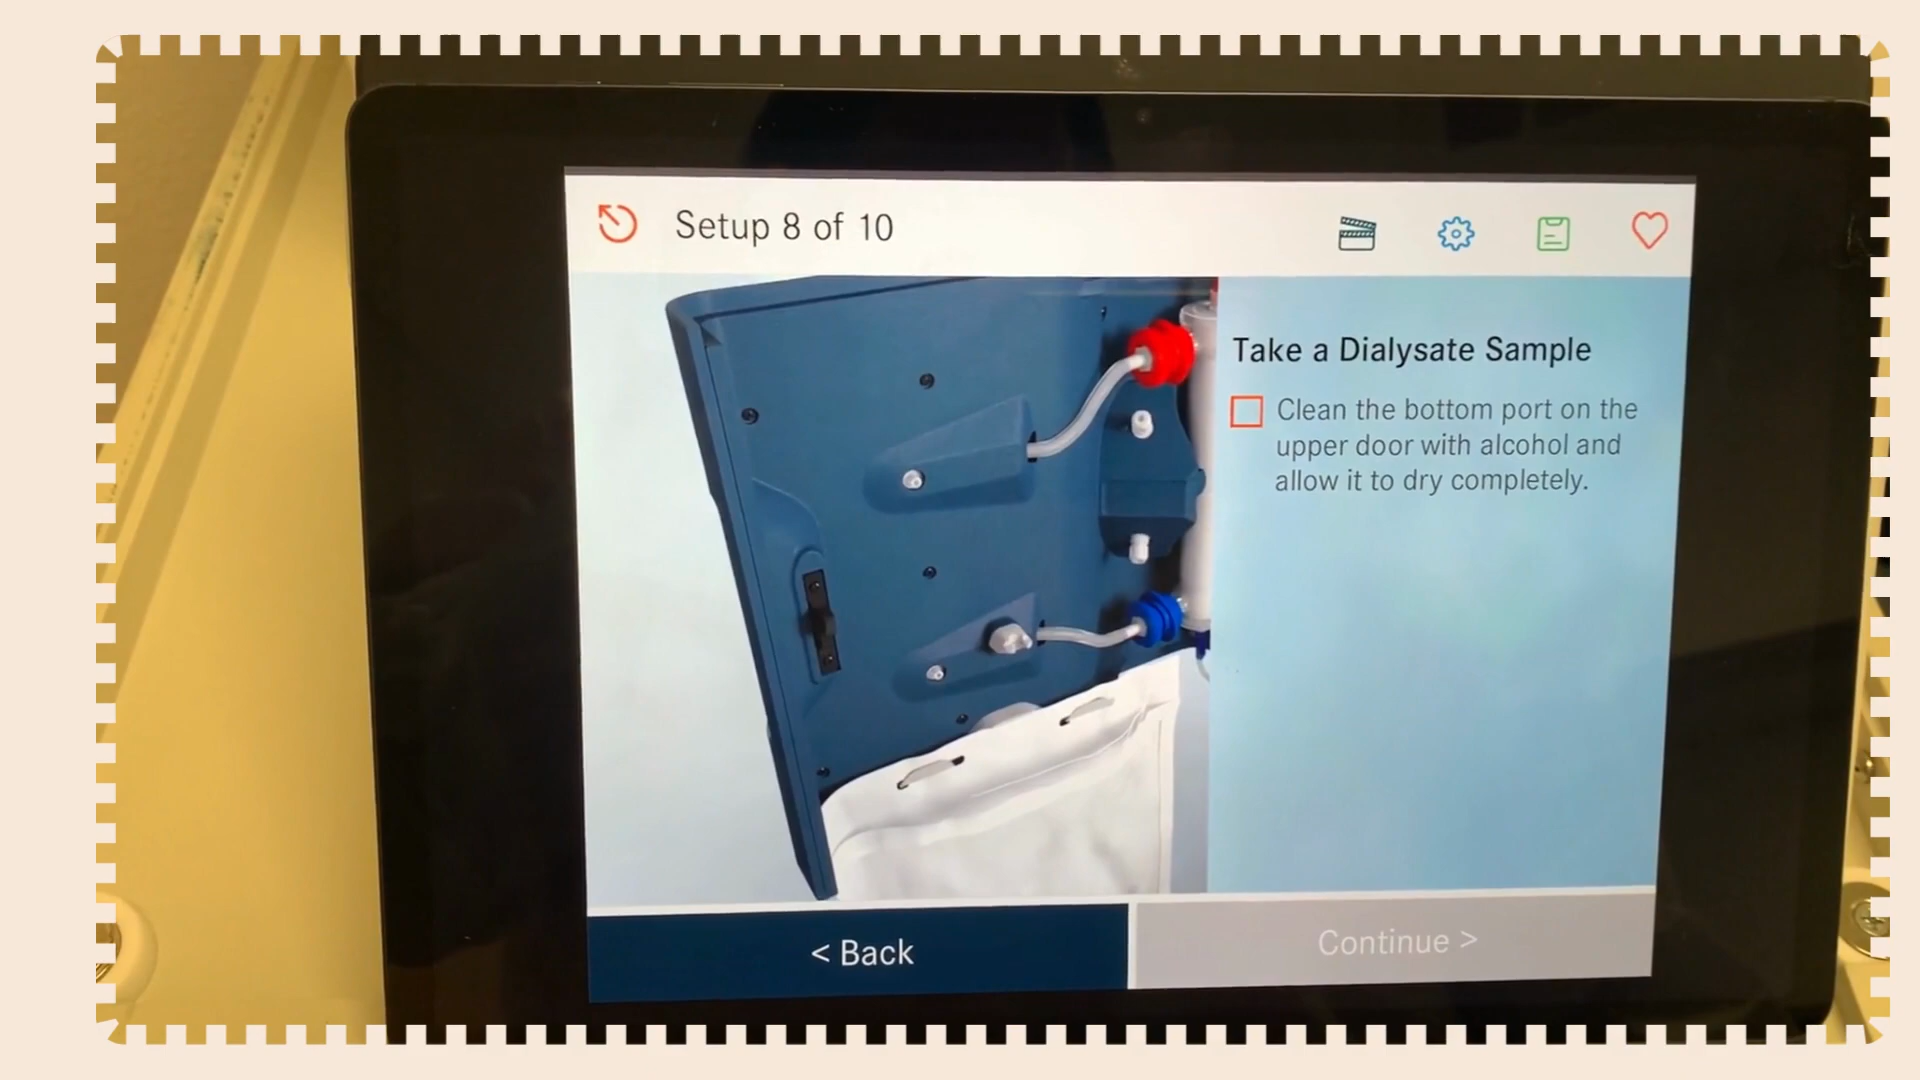 Setup 8 of 10
Take a Dialysate Sample
Clean the bottom port on the
upper door with alcohol and
allow it to dry completely.
< Back
Continue >